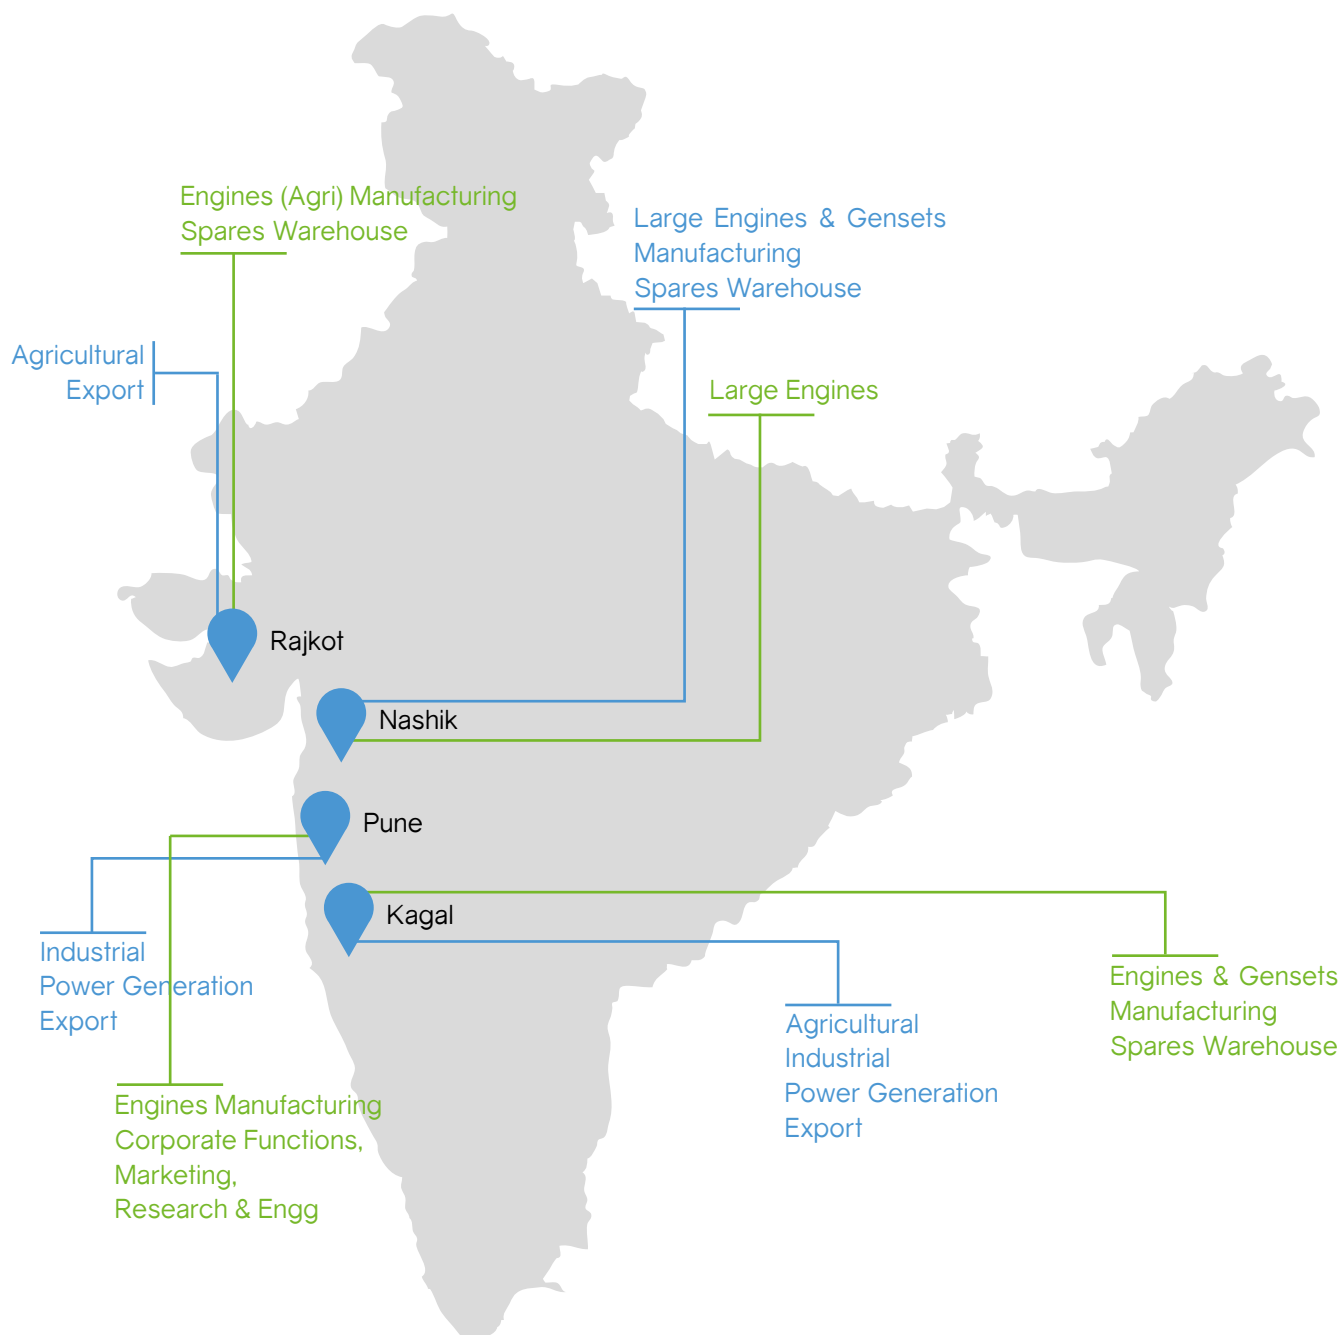 Engines (Agri) Manufacturing
Spares Warehouse
Large Engines & Gensets
Manufacturing
Spares Warehouse
Agricultural
Export
Large Engines
Rajkot
Nashik
Pune
Kagal
Industrial
Power Generation
Export
Engines & Gensets
Manufacturing
Spares Warehouse
Agricultural
Industrial
Power Generation
Export
Engines Manufacturing
Corporate Functions,
Marketing,
Research & Engg